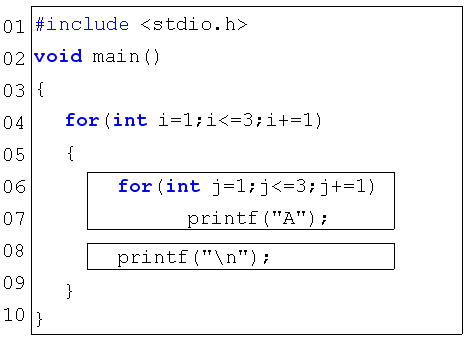 01 #include <stdio.h>
02 void main()
03 {
04 for(int i=1;i<=3;i+=1)
05 {
06 for(int j=1;j<=3;j+=1)
07 printf("A");
08 printf("\n");
09 }
10 }